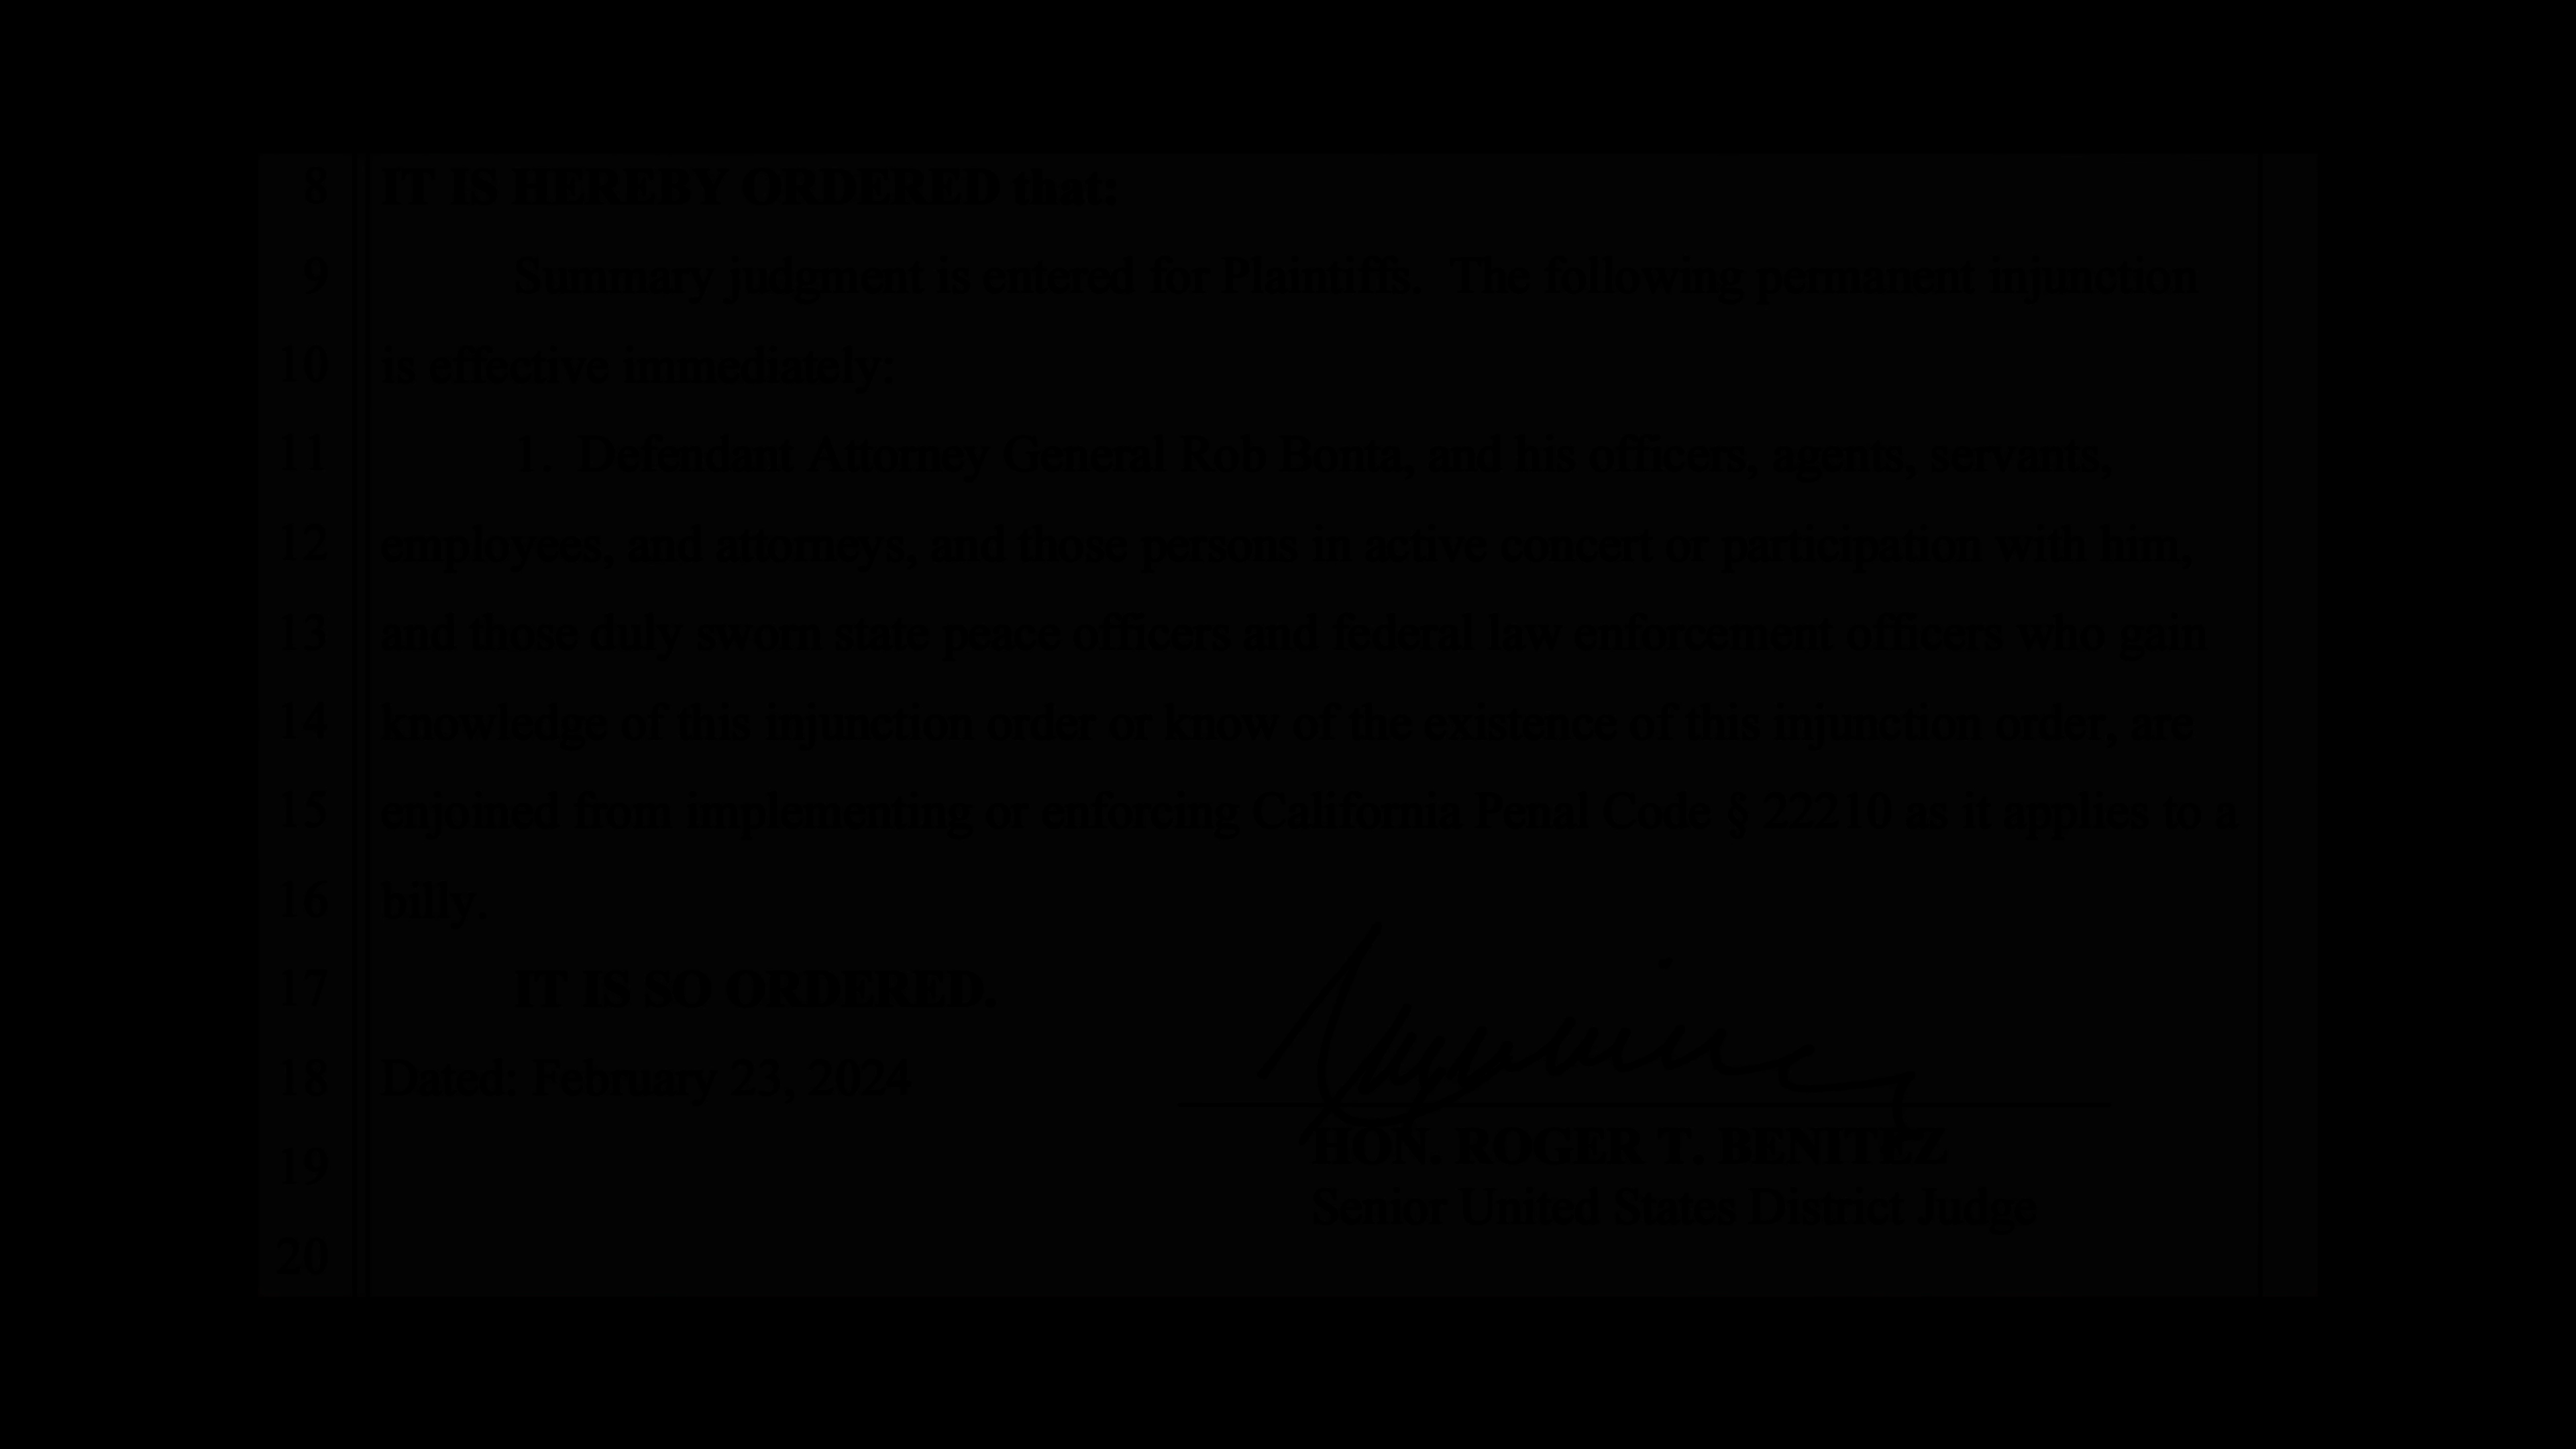 8 IT IS HEREBY ORDERED that:
9 Summary judgment is entered for Plaintiffs. The following permanent injunction
10 is effective immediately:
11 1. Defendant Attorney General Rob Bonta, and his officers, agents, servants,
12 employees, and attorneys, and those persons in active concert or participation with him,
13 and those duly sworn state peace officers and federal law enforcement officers who gain
14 knowledge of this injunction order or know of the existence of this injunction order, are
15 enjoined from implementing or enforcing California Penal Code § 22210 as it applies to a
16 billy.
17 IT IS SO ORDERED.
18 Dated: February 23, 2024
19 HON. ROGER T. BENITEZ
Senior United States District Judge
20